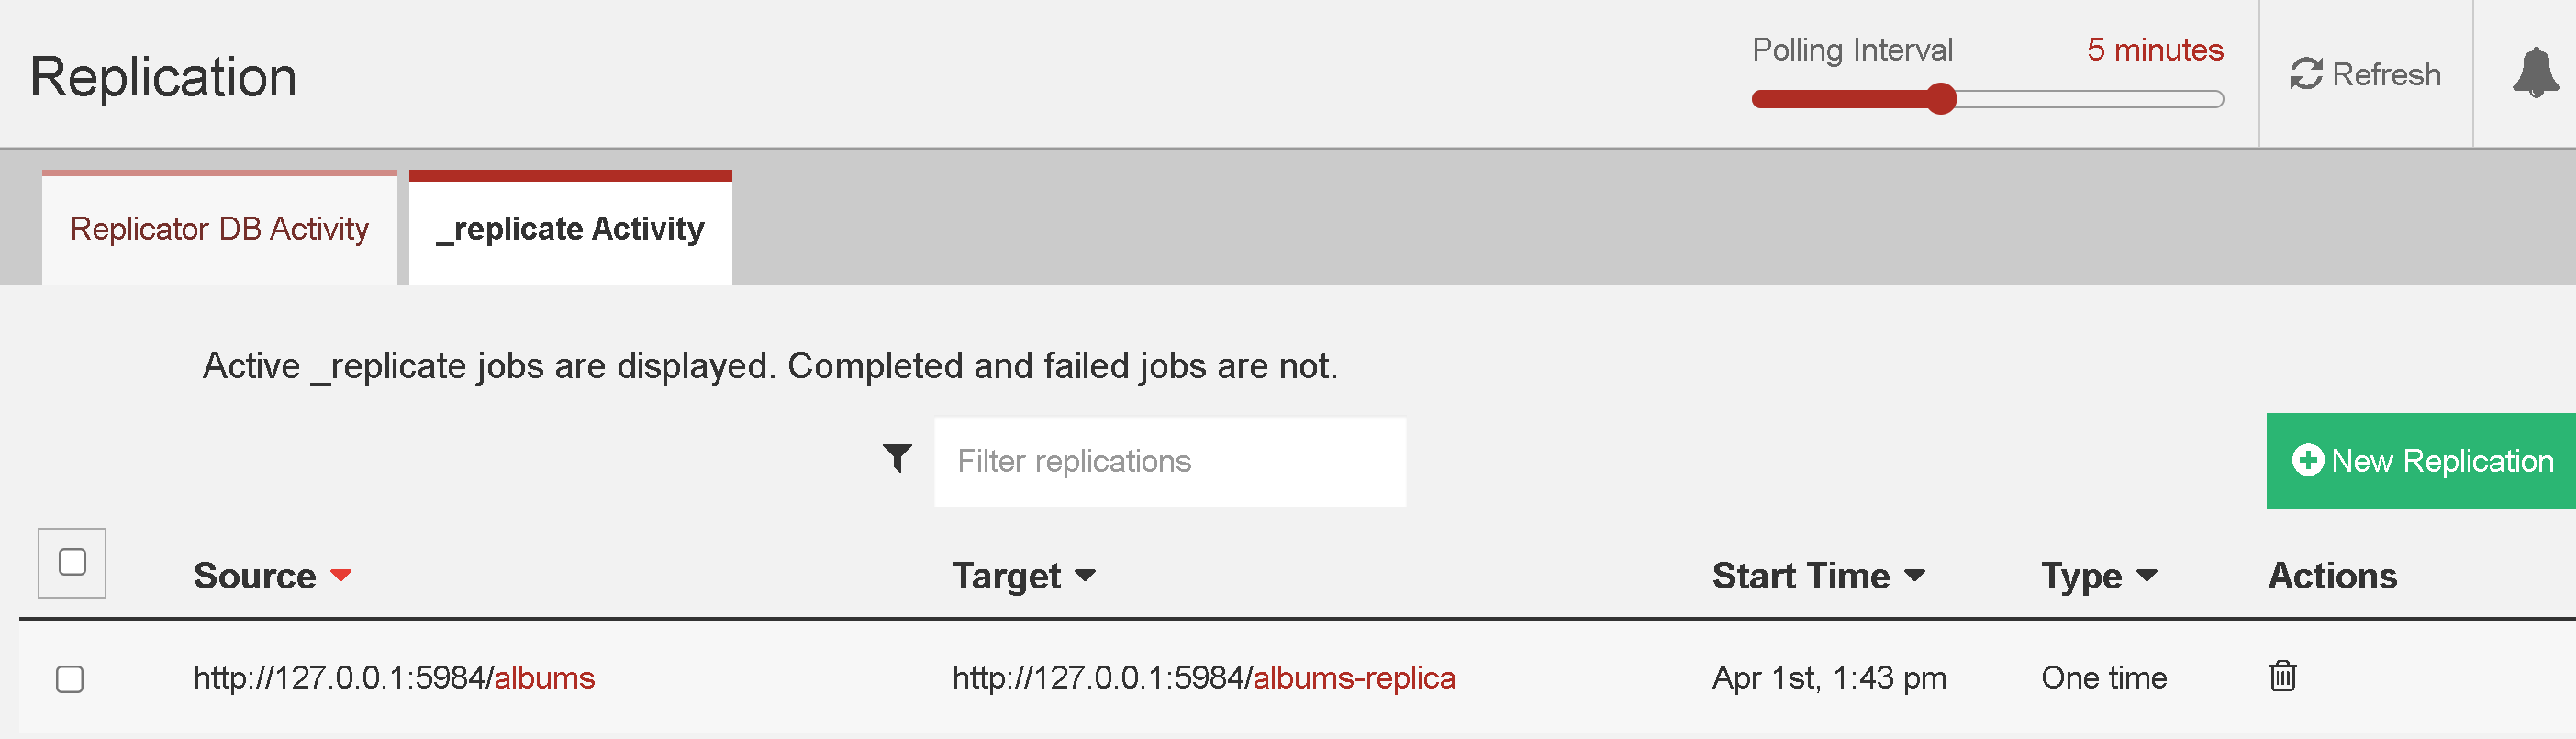 Replication
Polling Interval 5 minutes
Refresh
Replicator DB Activity
_replicate Activity
Active _replicate jobs are displayed. Completed and failed jobs are not.
Filter replications
New Replication
Source Target Start Time Type Actions
http://127.0.0.1:5984/albums http://127.0.0.1:5984/albums-replica Apr 1st, 1:43 pm One time